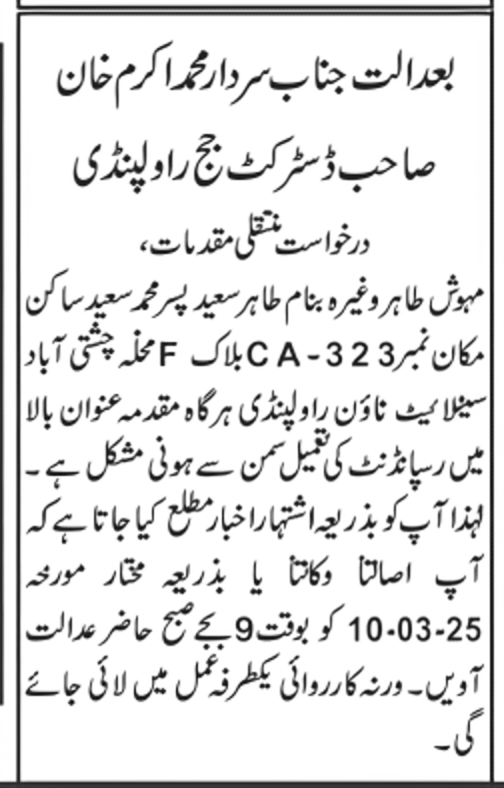 بعدالت جناب سردار محمد اکرم خان
صاحب ڈسٹرکٹ جج راولپنڈی
درخواست منتقلی مقدمات،
مہوش طاہر وغیرہ بنام طاہر سعید پسر محمد سعید ساکن
مکان نمبر CA-323 بلاک F محلہ چشتی آباد
سیٹلائیٹ ٹاؤن راولپنڈی ہرگاہ مقدمہ عنوان بالا
میں رسپانڈنٹ کی تعمیل سمن سے ہونی مشکل ہے۔
لہٰذا آپ کو بذریعہ اشتہار اخبار مطلع کیا جاتا ہے کہ
آپ اصالتاً وکالتاً یا بذریعہ مختار مورخہ
10-03-25 کو بوقت 9 بجے صبح حاضر عدالت
آویں۔ ورنہ کارروائی یکطرفہ عمل میں لائی جائے
گی۔